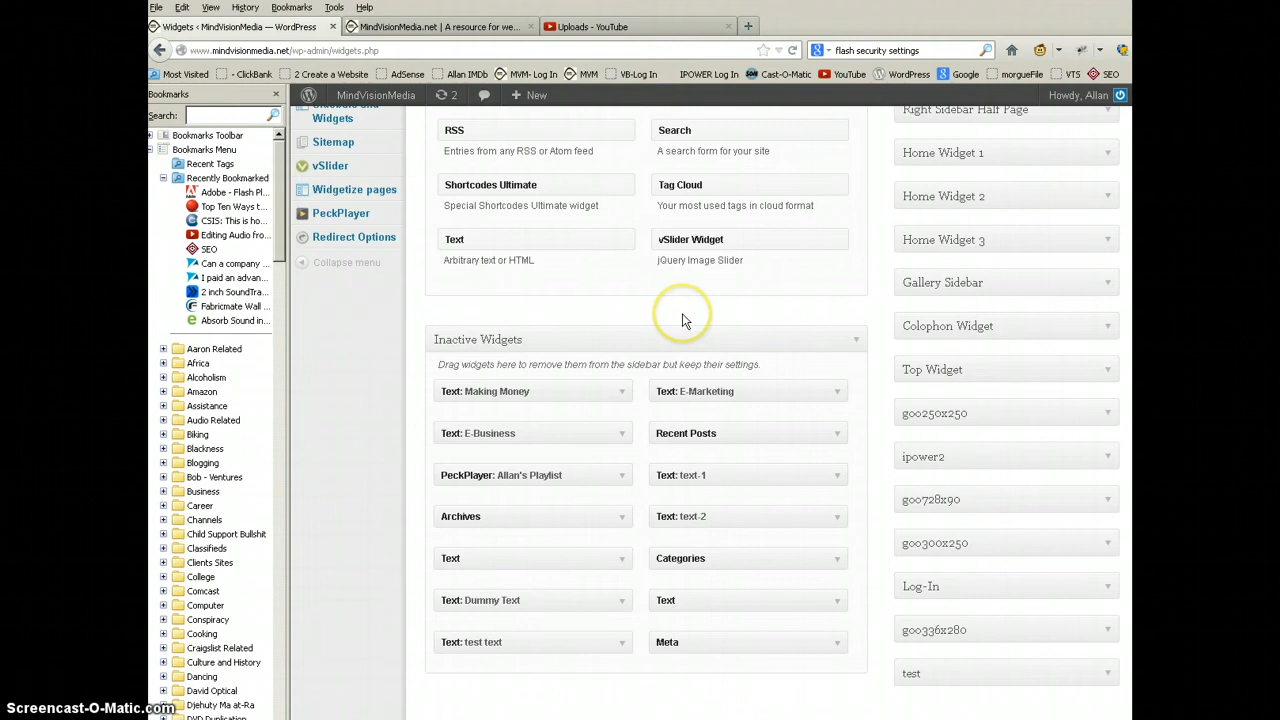 File Edit View History Bookmarks Tools Help
Widgets < MindVisionMedia — WordPress × MindVisionMedia.net | A resource for we... × Uploads - YouTube × +
www.mindvisionmedia.net/wp-admin/widgets.php flash security settings
Most Visited - ClickBank 2 Create a Website AdSense Allan IMDb MVM- Log In MVM VB-Log In IPOWER Log In Cast-O-Matic YouTube WordPress Google morgueFile VTS SEO
Bookmarks × MindVisionMedia 2 + New Howdy, Allan
Search:
Bookmarks Toolbar
Bookmarks Menu
Recent Tags
Recently Bookmarked
Adobe - Flash Pl...
Top Ten Ways t...
CSIS: This is ho...
Editing Audio fro...
SEO
Can a company ...
I paid an advan...
2 inch SoundTra...
Fabricmate Wall ...
Absorb Sound in...
Aaron Related
Africa
Alcoholism
Amazon
Assistance
Audio Related
Biking
Blackness
Blogging
Bob - Ventures
Business
Career
Channels
Child Support Bullshit
Classifieds
Clients Sites
College
Comcast
Computer
Conspiracy
Cooking
Craigslist Related
Culture and History
Dancing
David Optical
Djehuty Ma at-Ra
DVD Duplication
Widgets
Sitemap
vSlider
Widgetize pages
PeckPlayer
Redirect Options
Collapse menu
RSS Search
Entries from any RSS or Atom feed A search form for your site
Shortcodes Ultimate Tag Cloud
Special Shortcodes Ultimate widget Your most used tags in cloud format
Text vSlider Widget
Arbitrary text or HTML jQuery Image Slider
Inactive Widgets
Drag widgets here to remove them from the sidebar but keep their settings.
Text: Making Money Text: E-Marketing
Text: E-Business Recent Posts
PeckPlayer: Allan's Playlist Text: text-1
Archives Text: text-2
Text Categories
Text: Dummy Text Text
Text: test text Meta
Right Sidebar Half Page
Home Widget 1
Home Widget 2
Home Widget 3
Gallery Sidebar
Colophon Widget
Top Widget
goo250x250
ipower2
goo728x90
goo300x250
Log-In
goo336x280
test
Screencast-O-Matic.com